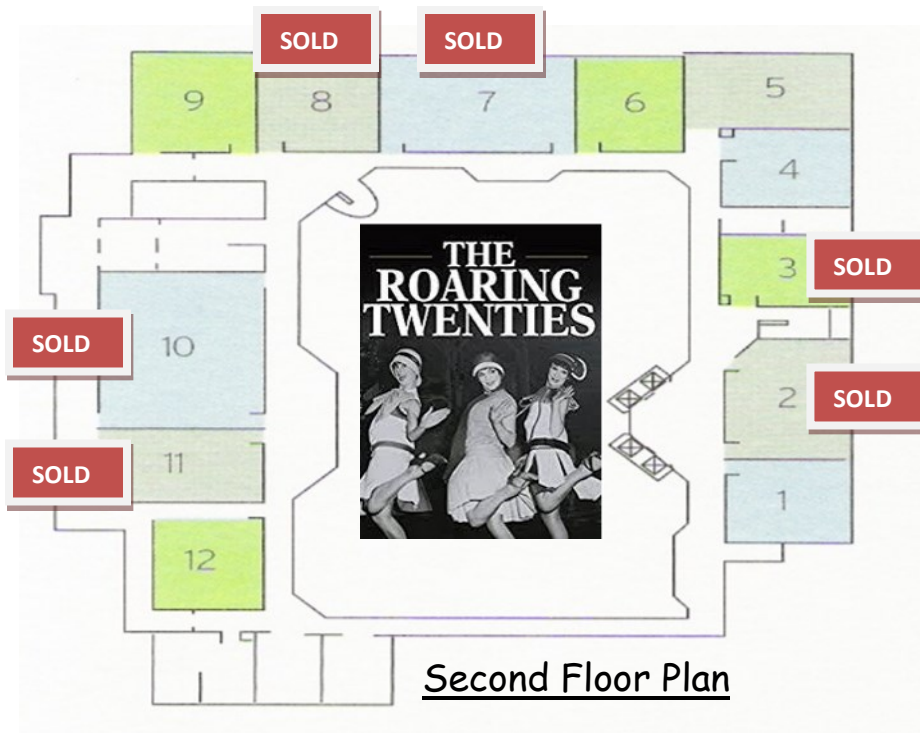 SOLD
SOLD
9
8
7
6
5
4
3
SOLD
THE
ROARING
TWENTIES
SOLD
10
2
SOLD
SOLD
11
1
12
Second Floor Plan